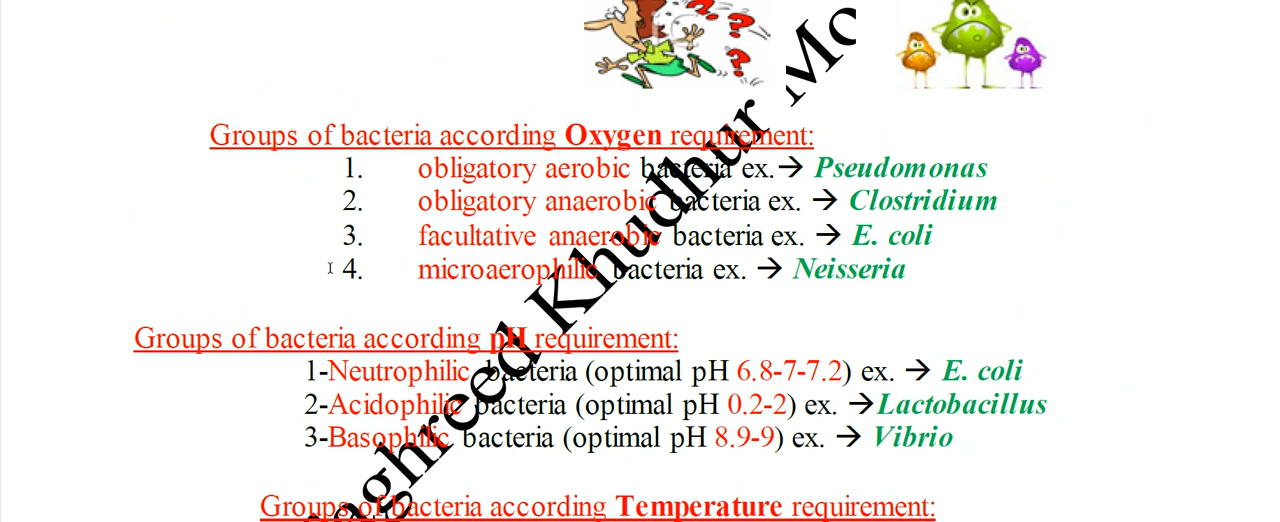 Groups of bacteria according Oxygen requirement:
1. obligatory aerobic bacteria ex.→ Pseudomonas
2. obligatory anaerobic bacteria ex. → Clostridium
3. facultative anaerobic bacteria ex. → E. coli
4. microaerophilic bacteria ex. → Neisseria
Groups of bacteria according pH requirement:
1-Neutrophilic bacteria (optimal pH 6.8-7-7.2) ex. → E. coli
2-Acidophilic bacteria (optimal pH 0.2-2) ex. →Lactobacillus
3-Basophilic bacteria (optimal pH 8.9-9) ex. → Vibrio
Groups of bacteria according Temperature requirement:
Khudhur